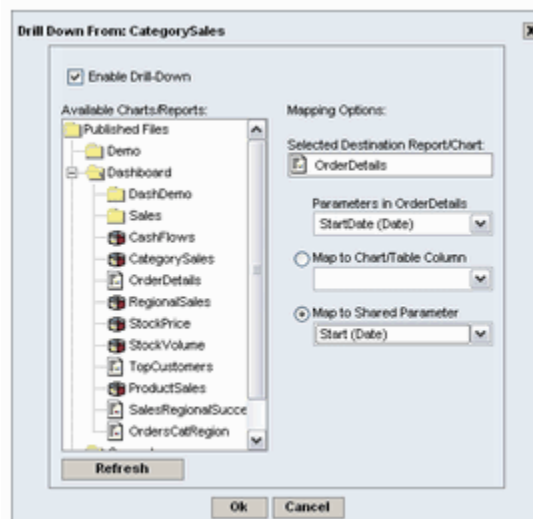 Drill Down From: CategorySales
Enable Drill-Down
Available Charts/Reports:
Published Files
Demo
Dashboard
DashDemo
Sales
CashFlows
CategorySales
OrderDetails
RegionalSales
StockPrice
StockVolume
TopCustomers
ProductSales
SalesRegionalSucce
OrdersCatRegion
Refresh
Mapping Options:
Selected Destination Report/Chart:
OrderDetails
Parameters in OrderDetails
StartDate (Date)
Map to Chart/Table Column
Map to Shared Parameter
Start (Date)
Ok
Cancel